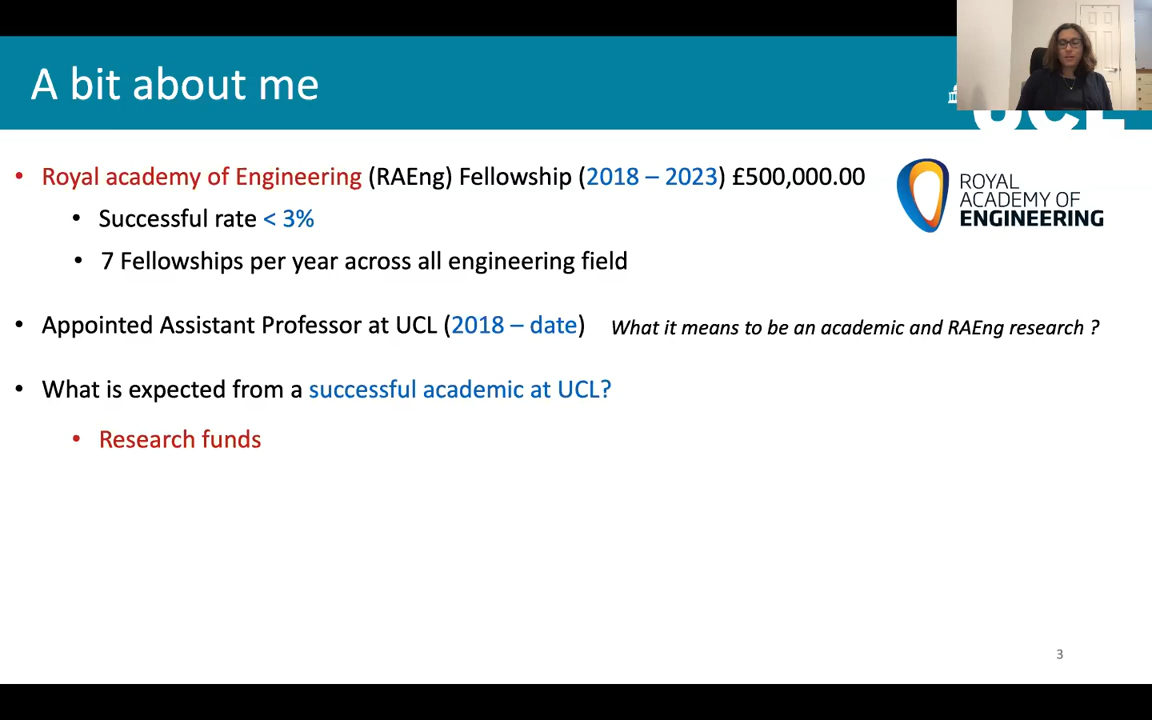 A bit about me
UCL
• Royal academy of Engineering (RAEng) Fellowship (2018 – 2023) £500,000.00
• Successful rate < 3%
• 7 Fellowships per year across all engineering field
ROYAL
ACADEMY OF
ENGINEERING
• Appointed Assistant Professor at UCL (2018 – date) What it means to be an academic and RAEng research ?
• What is expected from a successful academic at UCL?
• Research funds
3